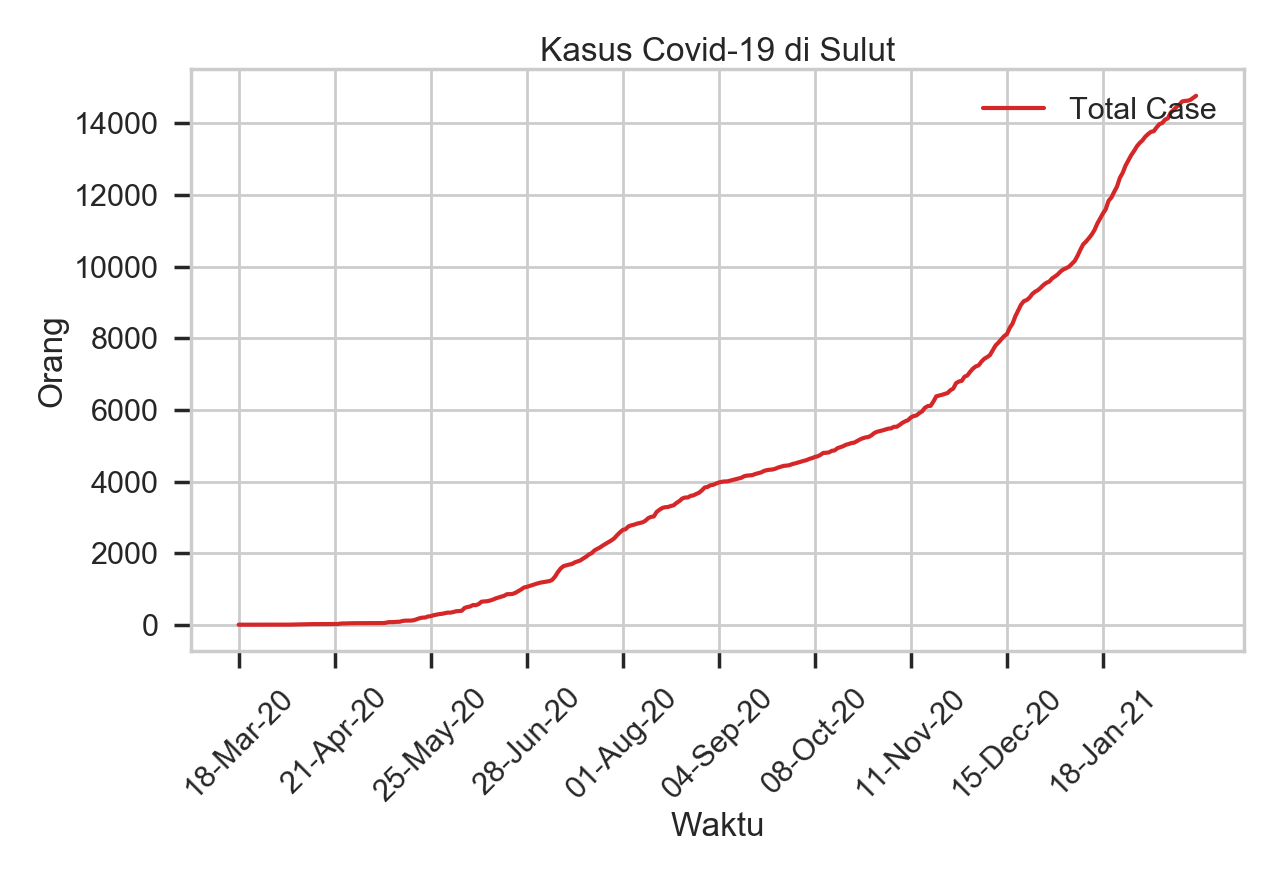 Kasus Covid-19 di Sulut
Total Case
14000
12000
10000
8000
6000
4000
2000
0
Orang
18-Mar-20
21-Apr-20
25-May-20
28-Jun-20
01-Aug-20
04-Sep-20
08-Oct-20
11-Nov-20
15-Dec-20
18-Jan-21
Waktu